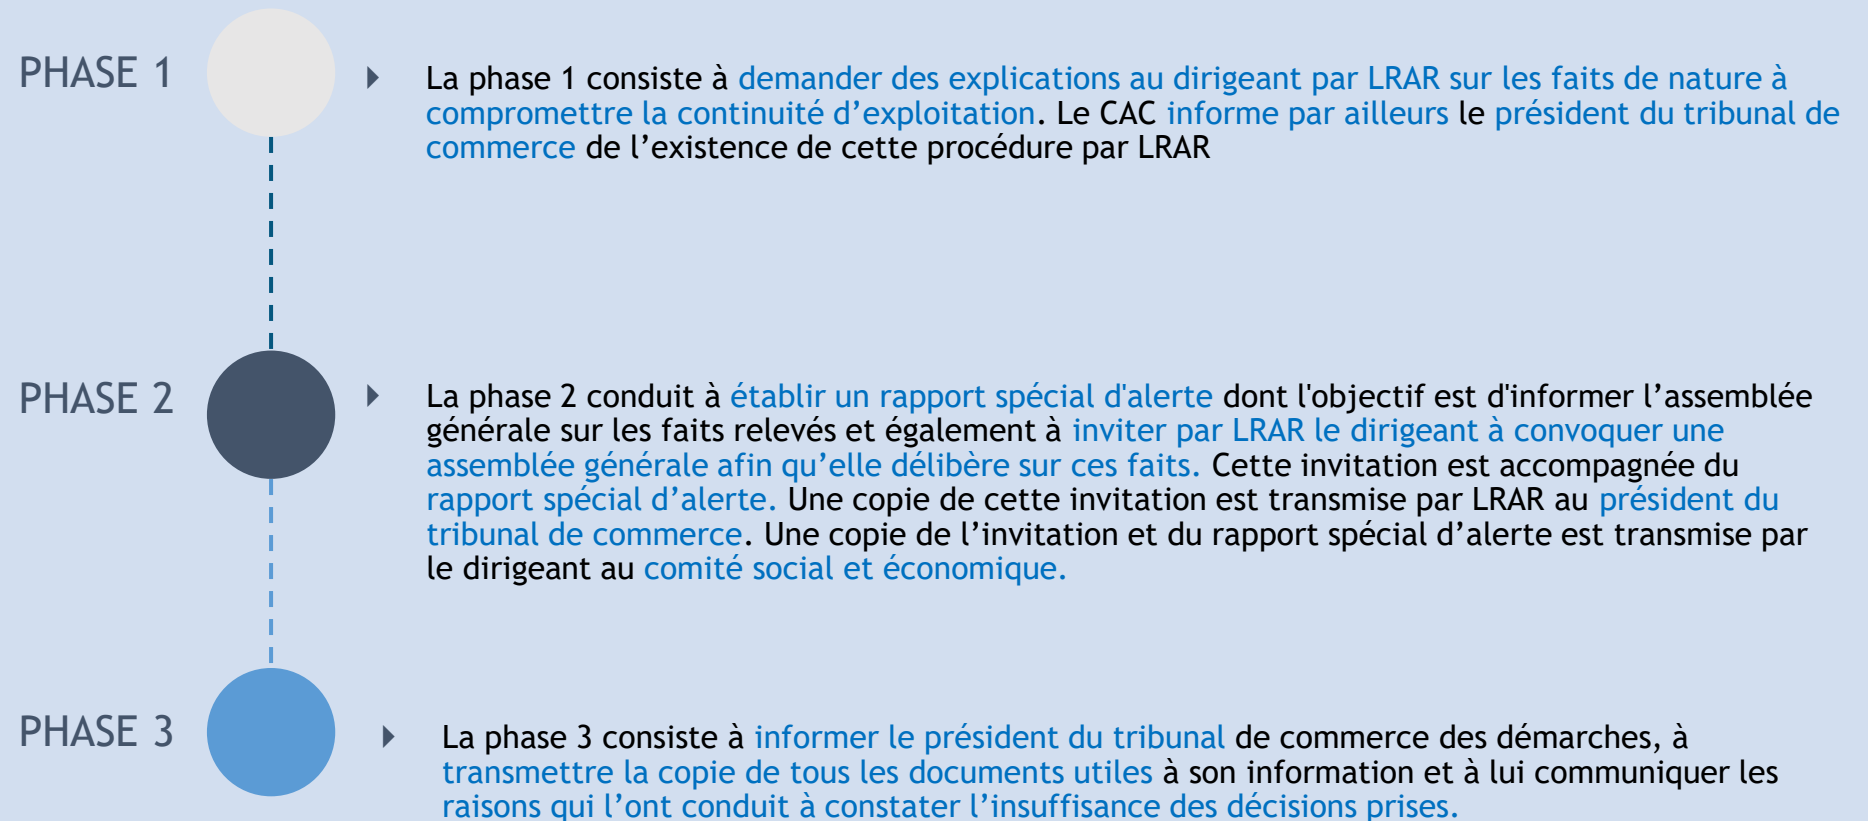 PHASE 1
La phase 1 consiste à demander des explications au dirigeant par LRAR sur les faits de nature à
compromettre la continuité d’exploitation. Le CAC informe par ailleurs le président du tribunal de
commerce de l’existence de cette procédure par LRAR
PHASE 2
La phase 2 conduit à établir un rapport spécial d'alerte dont l'objectif est d'informer l’assemblée
générale sur les faits relevés et également à inviter par LRAR le dirigeant à convoquer une
assemblée générale afin qu’elle délibère sur ces faits. Cette invitation est accompagnée du
rapport spécial d’alerte. Une copie de cette invitation est transmise par LRAR au président du
tribunal de commerce. Une copie de l’invitation et du rapport spécial d’alerte est transmise par
le dirigeant au comité social et économique.
PHASE 3
La phase 3 consiste à informer le président du tribunal de commerce des démarches, à
transmettre la copie de tous les documents utiles à son information et à lui communiquer les
raisons qui l’ont conduit à constater l’insuffisance des décisions prises.